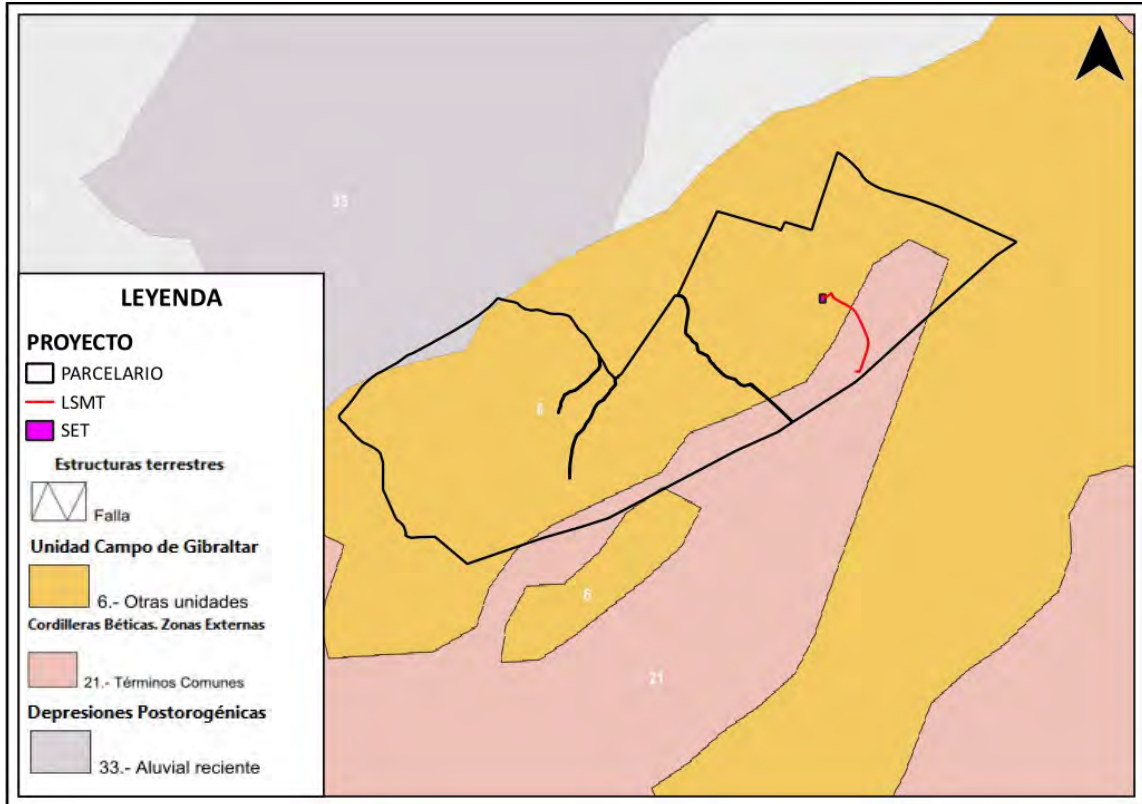 33
6
6
21
LEYENDA
PROYECTO
PARCELARIO
LSMT
SET
Estructuras terrestres
Falla
Unidad Campo de Gibraltar
6.- Otras unidades
Cordilleras Béticas. Zonas Externas
21.- Términos Comunes
Depresiones Postorogénicas
33.- Aluvial reciente